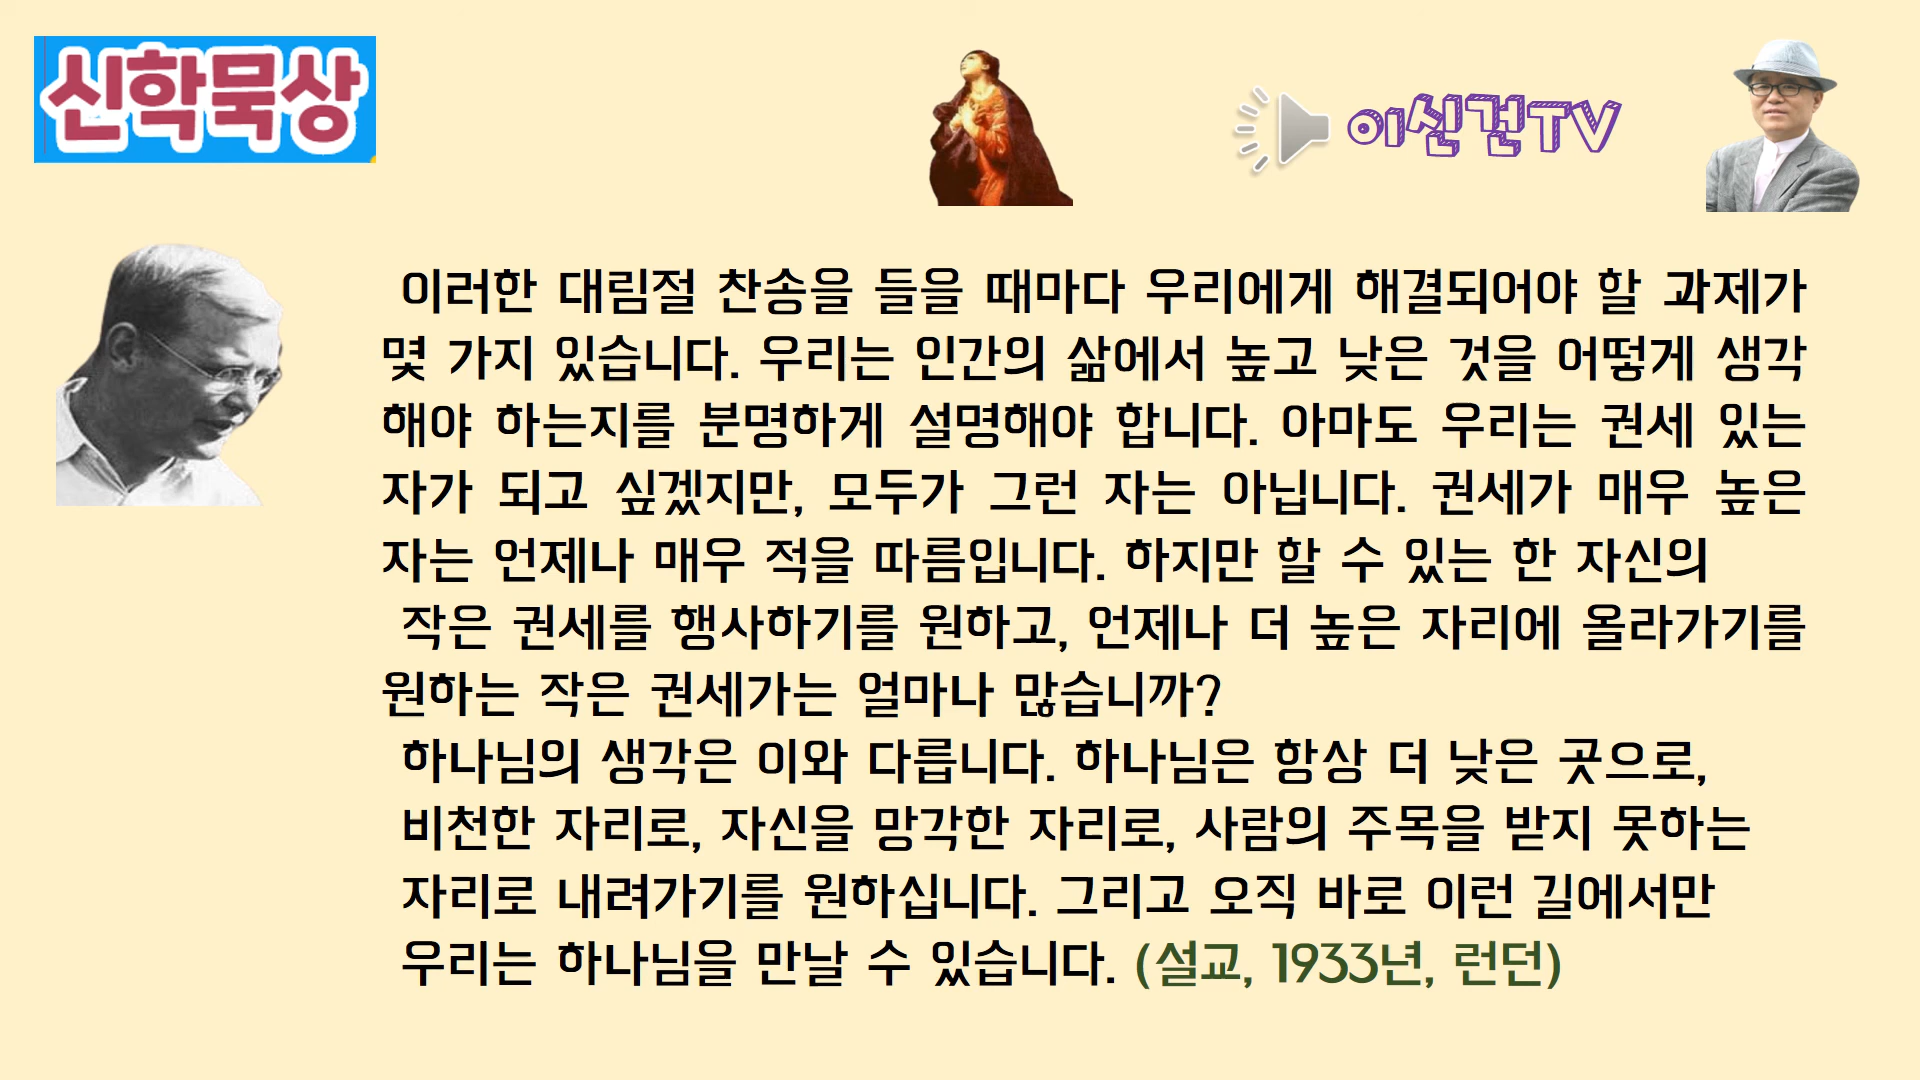 신학묵상
이신건TV
이러한 대림절 찬송을 들을 때마다 우리에게 해결되어야 할 과제가
몇 가지 있습니다. 우리는 인간의 삶에서 높고 낮은 것을 어떻게 생각
해야 하는지를 분명하게 설명해야 합니다. 아마도 우리는 권세 있는
자가 되고 싶겠지만, 모두가 그런 자는 아닙니다. 권세가 매우 높은
자는 언제나 매우 적을 따름입니다. 하지만 할 수 있는 한 자신의
작은 권세를 행사하기를 원하고, 언제나 더 높은 자리에 올라가기를
원하는 작은 권세가는 얼마나 많습니까?
하나님의 생각은 이와 다릅니다. 하나님은 항상 더 낮은 곳으로,
비천한 자리로, 자신을 망각한 자리로, 사람의 주목을 받지 못하는
자리로 내려가기를 원하십니다. 그리고 오직 바로 이런 길에서만
우리는 하나님을 만날 수 있습니다. (설교, 1933년, 런던)